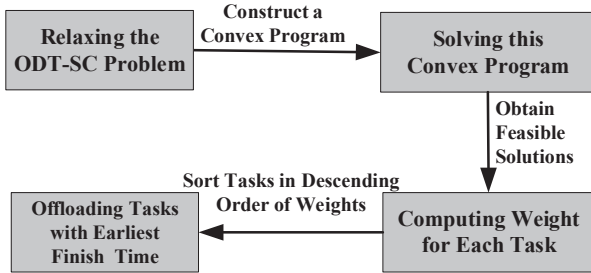 Relaxing the
ODT-SC Problem
Construct a
Convex Program
Solving this
Convex Program
Obtain
Feasible
Solutions
Computing Weight
for Each Task
Sort Tasks in Descending
Order of Weights
Offloading Tasks
with Earliest
Finish Time